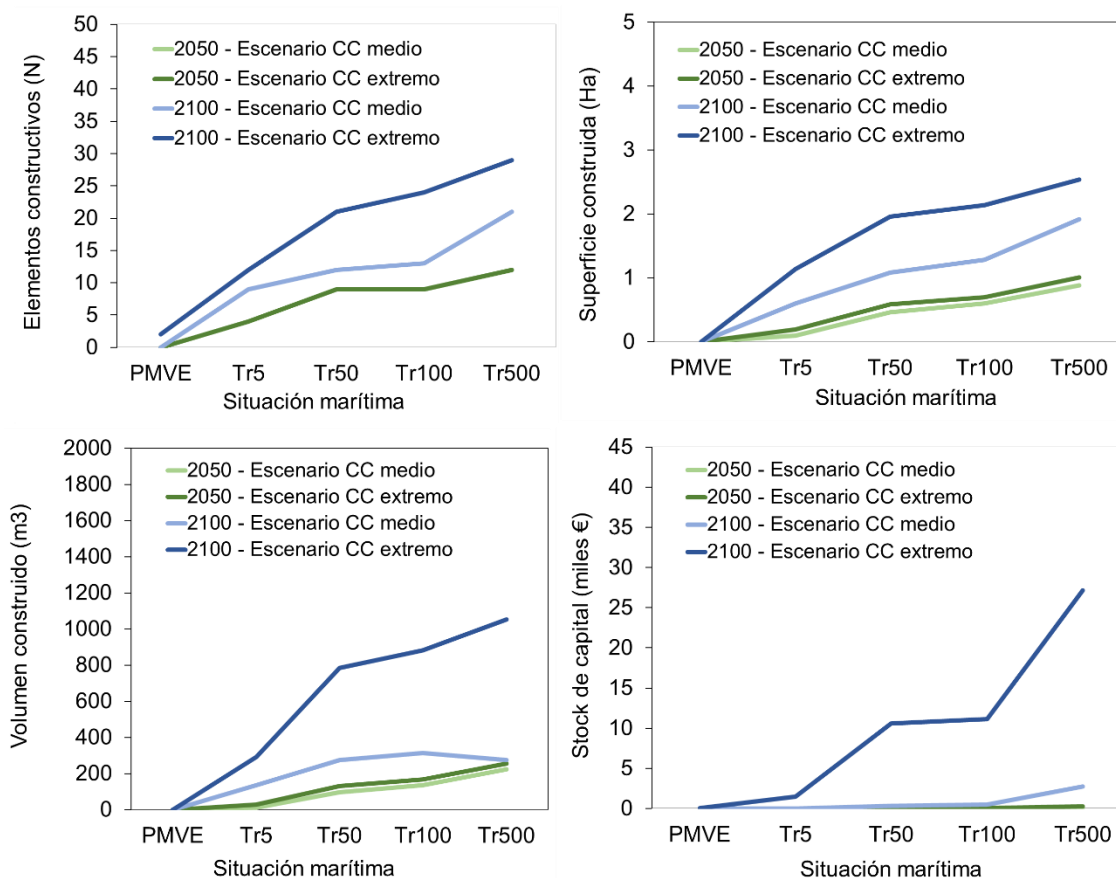 Elementos constructivos (N)
50
45
40
35
30
25
20
15
10
5
0
2050 - Escenario CC medio
2050 - Escenario CC extremo
2100 - Escenario CC medio
2100 - Escenario CC extremo
PMVE Tr5 Tr50 Tr100 Tr500
Situación marítima
Superficie construida (Ha)
5
4
3
2
1
0
2050 - Escenario CC medio
2050 - Escenario CC extremo
2100 - Escenario CC medio
2100 - Escenario CC extremo
PMVE Tr5 Tr50 Tr100 Tr500
Situación marítima
Volumen construido (m3)
2000
1800
1600
1400
1200
1000
800
600
400
200
0
2050 - Escenario CC medio
2050 - Escenario CC extremo
2100 - Escenario CC medio
2100 - Escenario CC extremo
PMVE Tr5 Tr50 Tr100 Tr500
Situación marítima
Stock de capital (miles €)
45
40
35
30
25
20
15
10
5
0
2050 - Escenario CC medio
2050 - Escenario CC extremo
2100 - Escenario CC medio
2100 - Escenario CC extremo
PMVE Tr5 Tr50 Tr100 Tr500
Situación marítima